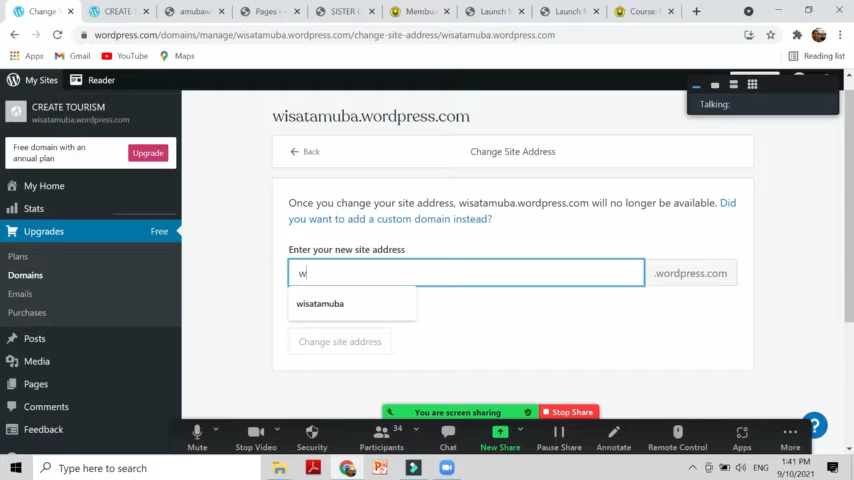 Change
CREATE
amubaw
Pages –
SISTER U
Membua
Launch M
Launch M
Course: F
wordpress.com/domains/manage/wisatamuba.wordpress.com/change-site-address/wisatamuba.wordpress.com
Apps
Gmail
YouTube
Maps
Reading list
My Sites
Reader
Talking:
CREATE TOURISM
wisatamuba.wordpress.com
Free domain with an
annual plan
Upgrade
My Home
Stats
Upgrades
Free
Plans
Domains
Emails
Purchases
Posts
Media
Pages
Comments
Feedback
wisatamuba.wordpress.com
Back
Change Site Address
Once you change your site address, wisatamuba.wordpress.com will no longer be available. Did
you want to add a custom domain instead?
Enter your new site address
w
.wordpress.com
wisatamuba
Change site address
You are screen sharing
Stop Share
?
Mute
Stop Video
Security
34
Participants
Chat
New Share
Pause Share
Annotate
Remote Control
Apps
More
Type here to search
ENG
1:41 PM
9/10/2021